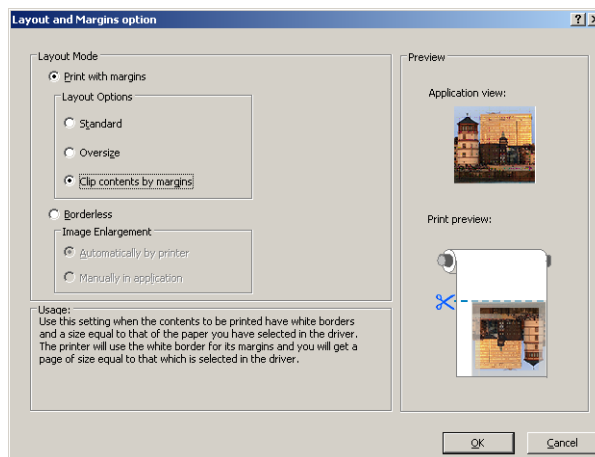 Layout and Margins option
Layout Mode
Print with margins
Layout Options
Standard
Oversize
Clip contents by margins
Borderless
Image Enlargement
Automatically by printer
Manually in application
Usage:
Use this setting when the contents to be printed have white borders
and a size equal to that of the paper you have selected in the driver.
The printer will use the white border for its margins and you will get a
page of size equal to that which is selected in the driver.
Preview
Application view:
Print preview:
OK
Cancel